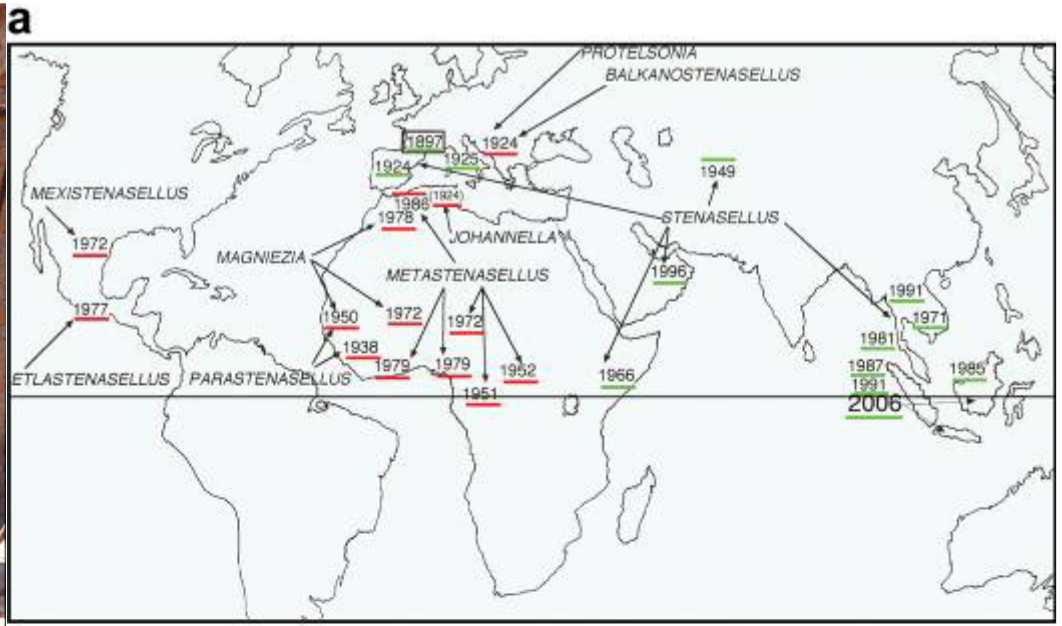 a
PROTELSONIA
BALKANOSTENASELLUS
1897
1924
1925
1924
1949
MEXISTENASELLUS
1986
(1924)
1978
STENASELLUS
1972
JOHANNELLA
MAGNIEZIA
METASTENASELLUS
1996
1977
1950
1972
1972
1991
1971
1938
1981
1979
1979
1952
1966
1987
1985
ETLASTENASELLUS
PARASTENASELLUS
1951
1991
2006